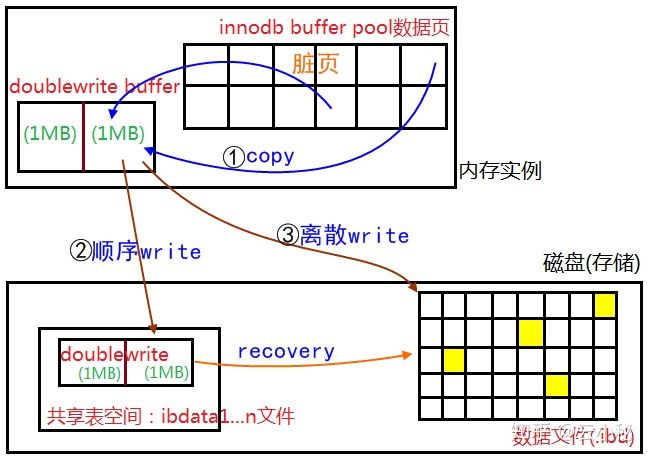 innodb buffer pool数据页
脏页
doublewrite buffer
(1MB) (1MB)
①copy
内存实例
②顺序write
③离散write
磁盘(存储)
doublewrite
(1MB) (1MB)
recovery
共享表空间：ibdata1...n文件
数据文件(.ibd)